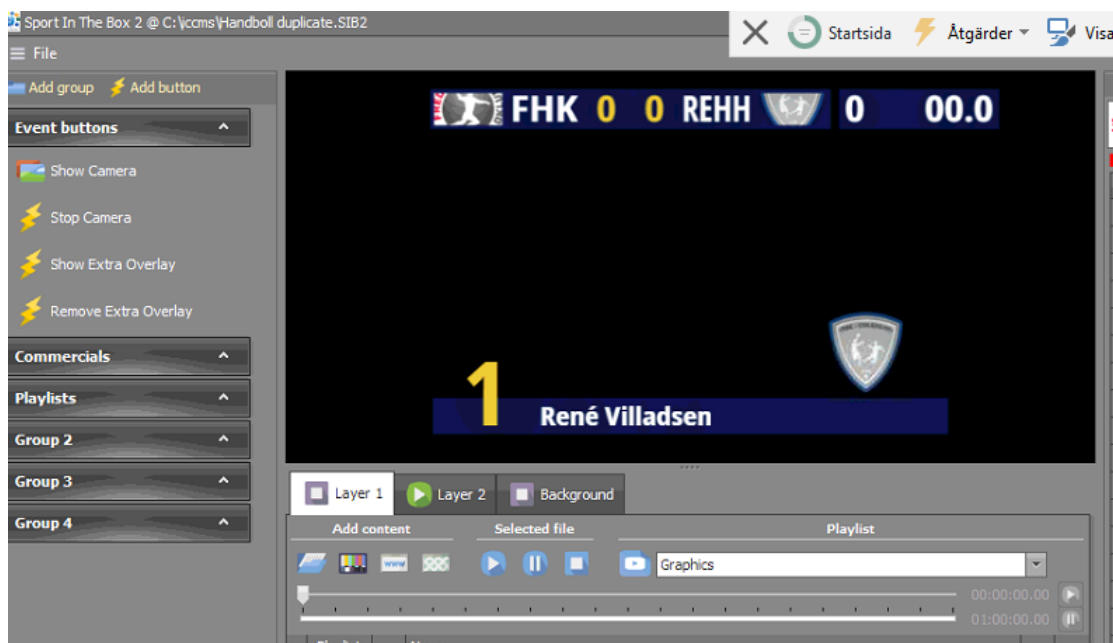 Sport In The Box 2 @ C:\jccms\Handboll duplicate.SIB2
Startsida
Åtgärder
Visa
File
Add group
Add button
FHK 0 0 REHH 0 00.0
Event buttons
Show Camera
Stop Camera
Show Extra Overlay
Remove Extra Overlay
Commercials
Playlists
Group 2
Group 3
Group 4
1
René Villadsen
Layer 1
Layer 2
Background
Add content
Selected file
Playlist
www
Graphics
00:00:00.00
01:00:00.00